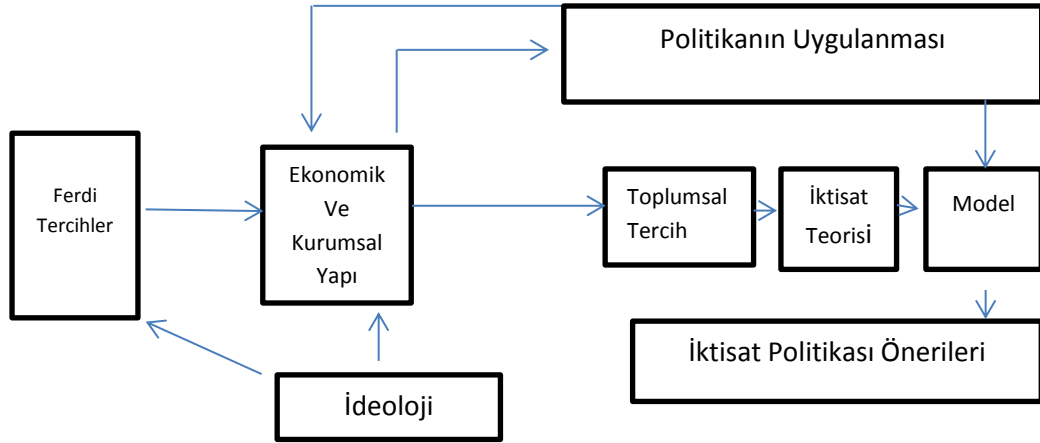 Politikanın Uygulanması
Ferdi
Tercihler
Ekonomik
Ve
Kurumsal
Yapı
Toplumsal
Tercih
İktisat
Teorisi
Model
İktisat Politikası Önerileri
İdeoloji